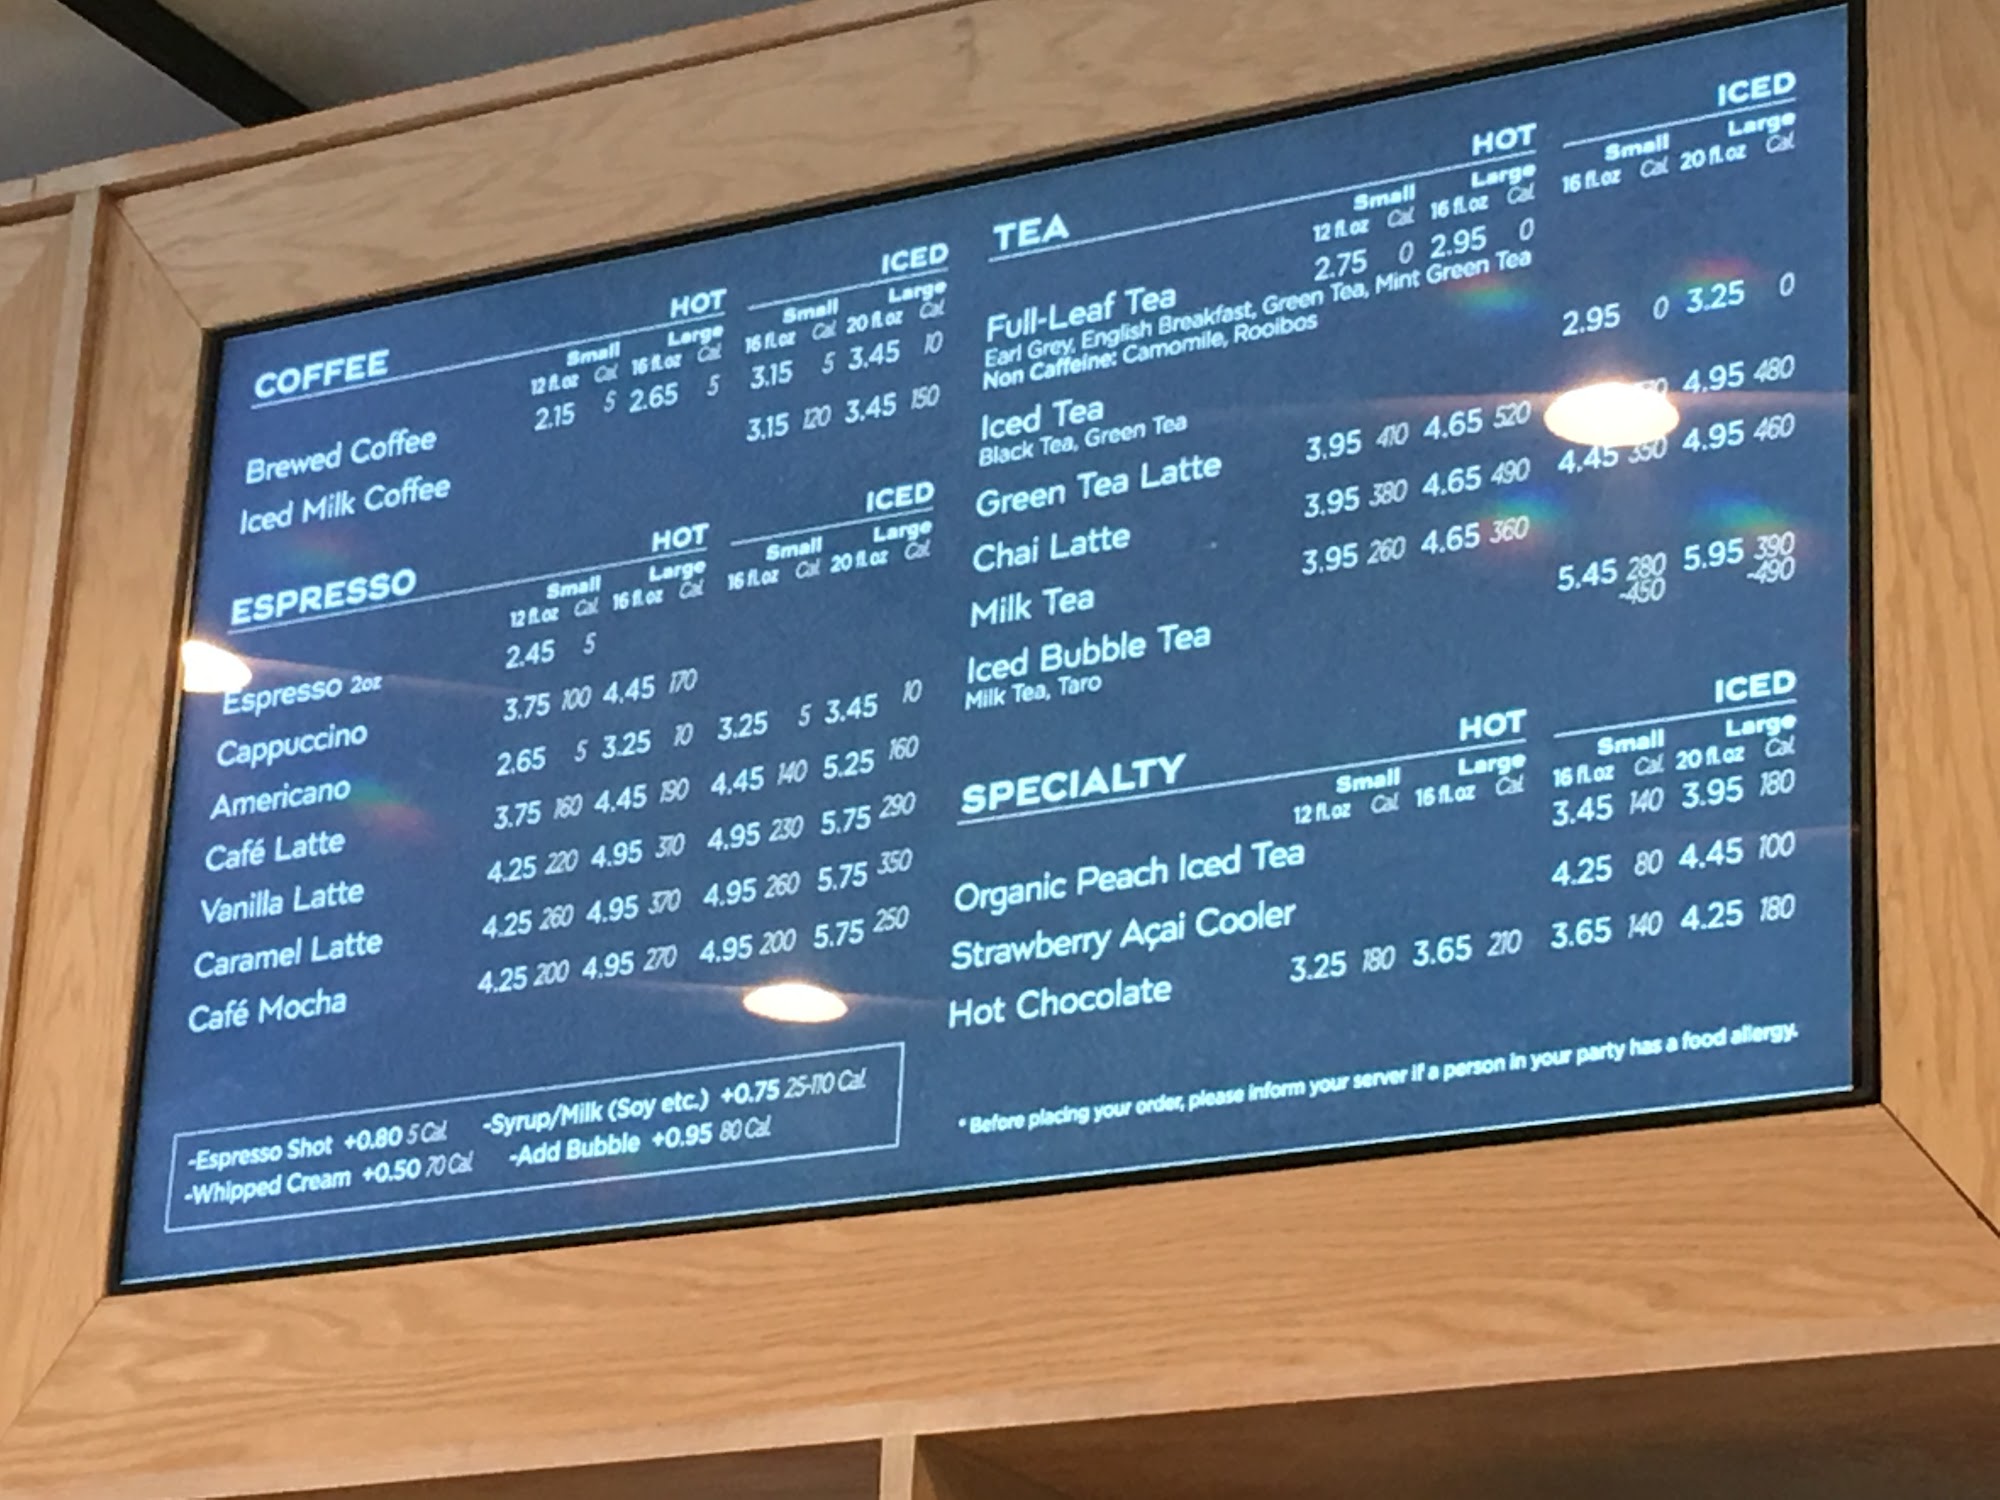 COFFEE HOT ICED
Small Large Small Large
12 fl.oz Cal 16 fl.oz Cal 16 fl.oz Cal 20 fl.oz Cal
Brewed Coffee 2.15 5 2.65 5 3.15 5 3.45 10
Iced Milk Coffee 3.15 120 3.45 150
ESPRESSO HOT ICED
Small Large Small Large
12 fl.oz Cal 16 fl.oz Cal 16 fl.oz Cal 20 fl.oz Cal
Espresso 2oz 2.45 5
Cappuccino 3.75 100 4.45 170
Americano 2.65 5 3.25 10 3.25 5 3.45 10
Café Latte 3.75 160 4.45 190 4.45 140 5.25 160
Vanilla Latte 4.25 220 4.95 310 4.95 230 5.75 290
Caramel Latte 4.25 260 4.95 370 4.95 260 5.75 350
Café Mocha 4.25 200 4.95 270 4.95 200 5.75 250
-Espresso Shot +0.80 5 Cal -Syrup/Milk (Soy etc.) +0.75 25-110 Cal
-Whipped Cream +0.50 70 Cal -Add Bubble +0.95 80 Cal
TEA HOT ICED
Small Large Small Large
12 fl.oz Cal 16 fl.oz Cal 16 fl.oz Cal 20 fl.oz Cal
Full-Leaf Tea 2.75 0 2.95 0
Earl Grey, English Breakfast, Green Tea, Mint Green Tea
Non Caffeine: Camomile, Rooibos
Iced Tea 2.95 0 3.25 0
Black Tea, Green Tea
Green Tea Latte 3.95 410 4.65 520 4.95 480
Chai Latte 3.95 380 4.65 490 4.45 350 4.95 460
Milk Tea 3.95 260 4.65 360
Iced Bubble Tea 5.45 280 5.95 390
Milk Tea, Taro -450 -490
SPECIALTY HOT ICED
Small Large Small Large
12 fl.oz Cal 16 fl.oz Cal 16 fl.oz Cal 20 fl.oz Cal
Organic Peach Iced Tea 3.45 140 3.95 180
Strawberry Açai Cooler 4.25 80 4.45 100
Hot Chocolate 3.25 180 3.65 210 3.65 140 4.25 180
* Before placing your order, please inform your server if a person in your party has a food allergy.